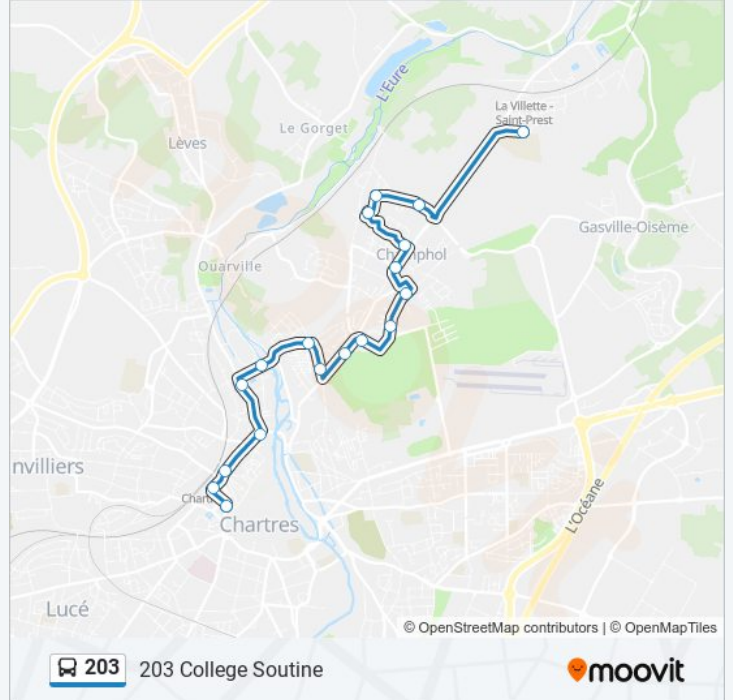 L'Eure
La Villette -
Saint-Prest
Le Gorget
Lèves
Gasville-Oisème
Ouarville
nvilliers
L'Océane
Chartres
Lucé
© OpenStreetMap contributors | © OpenMapTiles
203 203 College Soutine
moovit